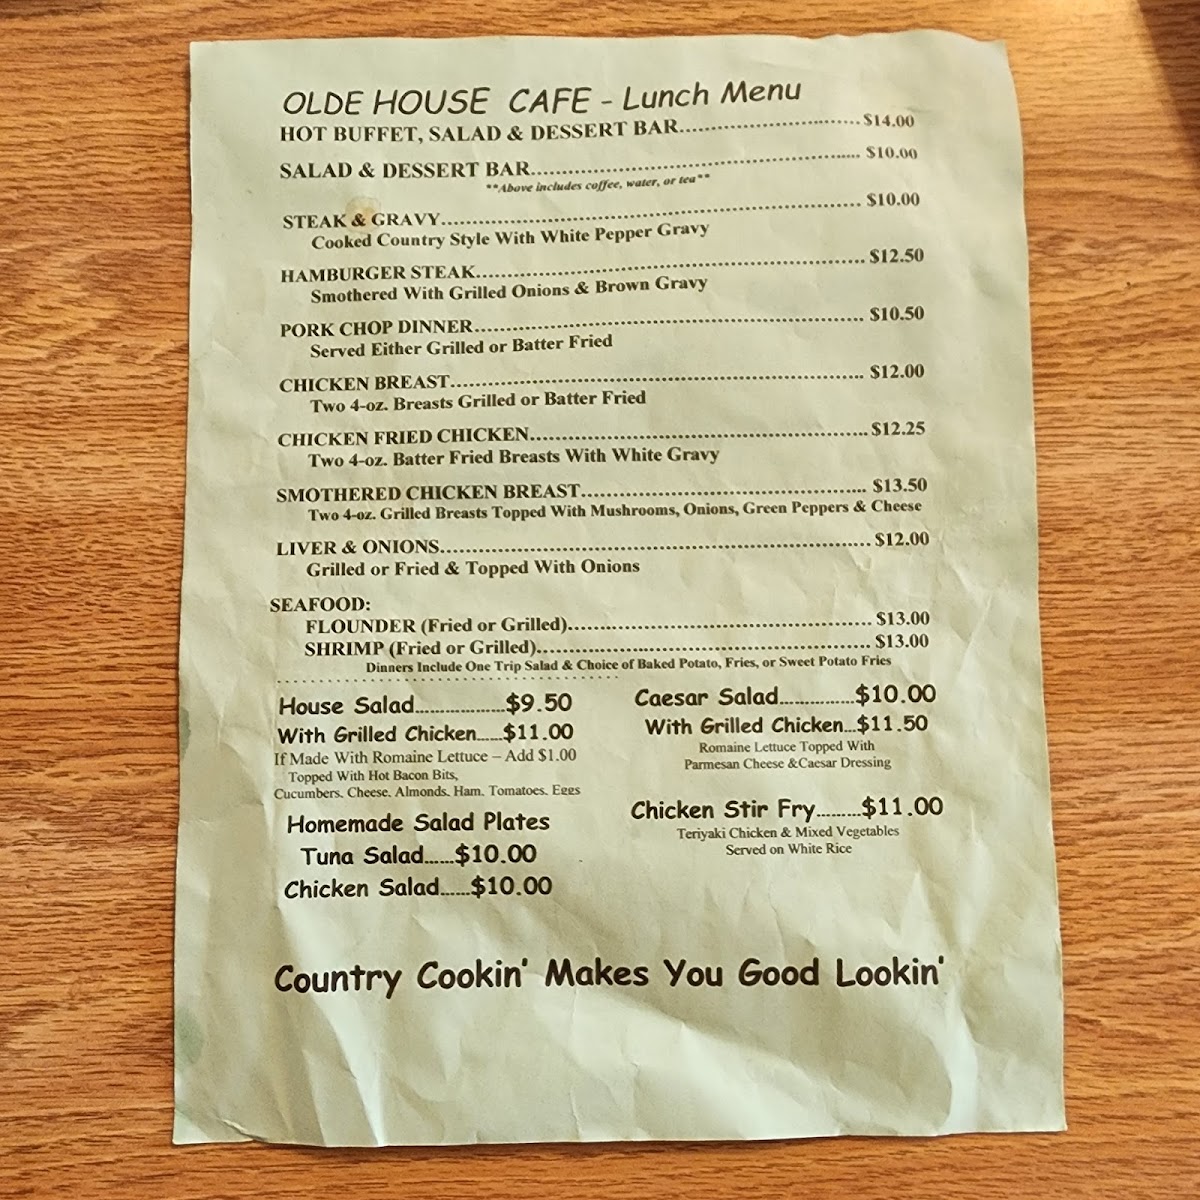 OLDE HOUSE CAFE - Lunch Menu
HOT BUFFET, SALAD & DESSERT BAR.................................$14.00
SALAD & DESSERT BAR.................................................. $10.00
**Above includes coffee, water, or tea**
STEAK & GRAVY.................................................................. $10.00
Cooked Country Style With White Pepper Gravy
HAMBURGER STEAK............................................................ $12.50
Smothered With Grilled Onions & Brown Gravy
PORK CHOP DINNER............................................................ $10.50
Served Either Grilled or Batter Fried
CHICKEN BREAST................................................................ $12.00
Two 4-oz. Breasts Grilled or Batter Fried
CHICKEN FRIED CHICKEN.....................................................$12.25
Two 4-oz. Batter Fried Breasts With White Gravy
SMOTHERED CHICKEN BREAST............................................ $13.50
Two 4-oz. Grilled Breasts Topped With Mushrooms, Onions, Green Peppers & Cheese
LIVER & ONIONS.................................................................. $12.00
Grilled or Fried & Topped With Onions
SEAFOOD:
FLOUNDER (Fried or Grilled)............................................... $13.00
SHRIMP (Fried or Grilled).................................................... $13.00
Dinners Include One Trip Salad & Choice of Baked Potato, Fries, or Sweet Potato Fries
House Salad....................$9.50
With Grilled Chicken......$11.00
If Made With Romaine Lettuce – Add $1.00
Topped With Hot Bacon Bits,
Cucumbers, Cheese, Almonds, Ham, Tomatoes, Eggs
Homemade Salad Plates
Tuna Salad......$10.00
Chicken Salad......$10.00
Caesar Salad.................$10.00
With Grilled Chicken...$11.50
Romaine Lettuce Topped With
Parmesan Cheese &Caesar Dressing
Chicken Stir Fry..........$11.00
Teriyaki Chicken & Mixed Vegetables
Served on White Rice
Country Cookin' Makes You Good Lookin'